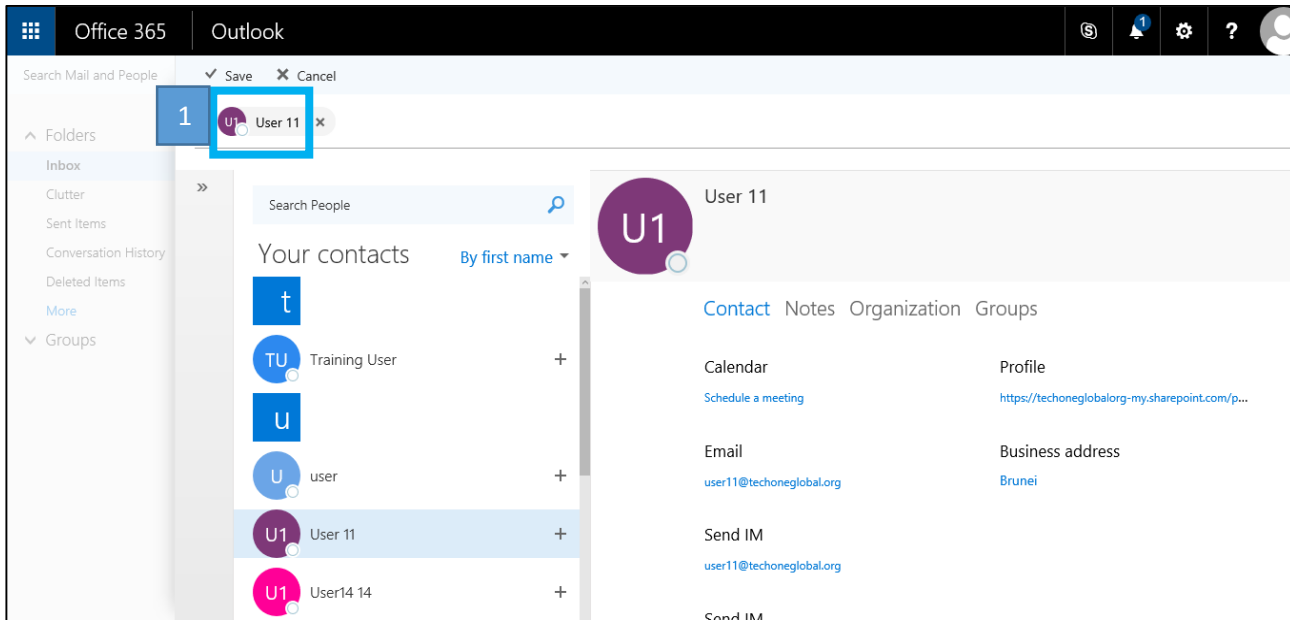 Office 365 Outlook 1 ?
Search Mail and People Save Cancel
1 U1 User 11 ×
Folders
Inbox
Clutter
Sent Items
Conversation History
Deleted Items
More
Groups
»
Search People
Your contacts By first name
t
TU Training User +
u
U user +
U1 User 11 +
U1 User14 14 +
U1 User 11
Contact Notes Organization Groups
Calendar
Schedule a meeting
Profile
https://techoneglobalorg-my.sharepoint.com/p...
Email
user11@techoneglobal.org
Business address
Brunei
Send IM
user11@techoneglobal.org
Send IM